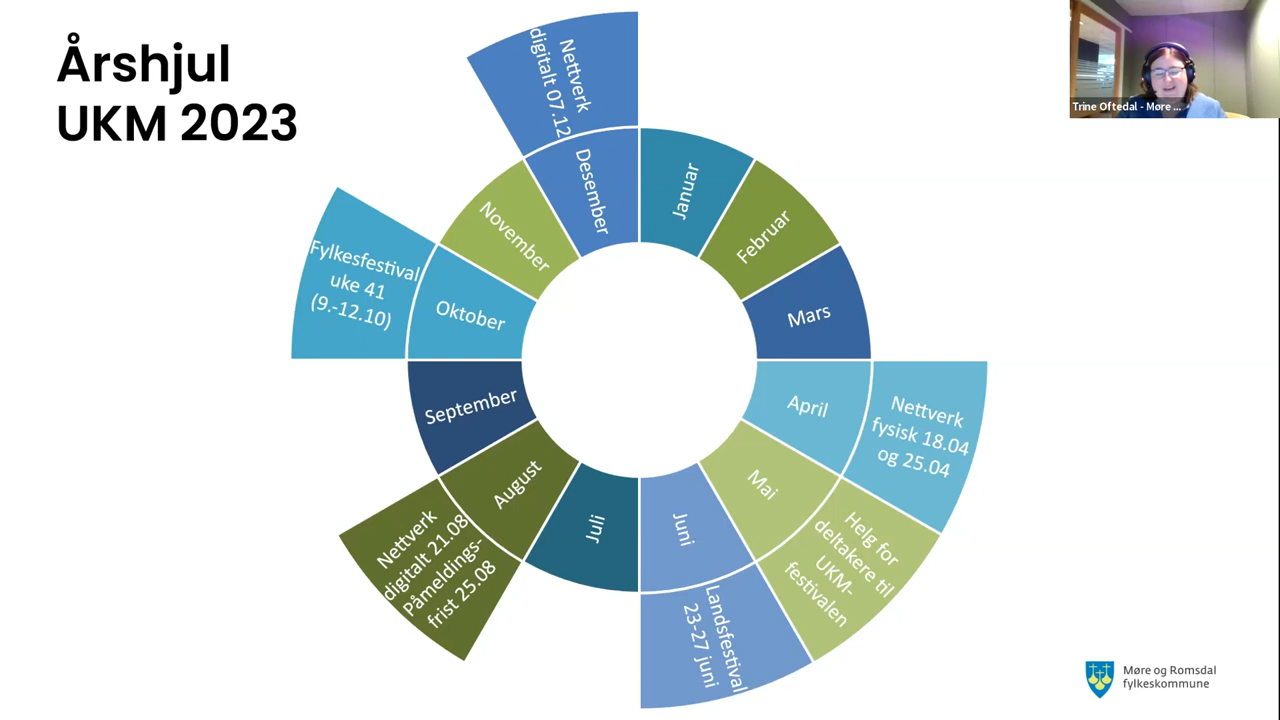 Årshjul
UKM 2023
Trine Oftedal - Møre ...
Januar
Februar
Mars
April
Nettverk
fysisk 18.04
og 25.04
Mai
Helg for
deltakere til
UKM-
festivalen
Juni
Landsfestival
23-27 juni
Juli
August
Nettverk
digitalt 21.08
Påmeldings-
frist 25.08
September
Oktober
Fylkesfestival
uke 41
(9.-12.10)
November
Desember
Nettverk
digitalt 07.12
Møre og Romsdal
fylkeskommune